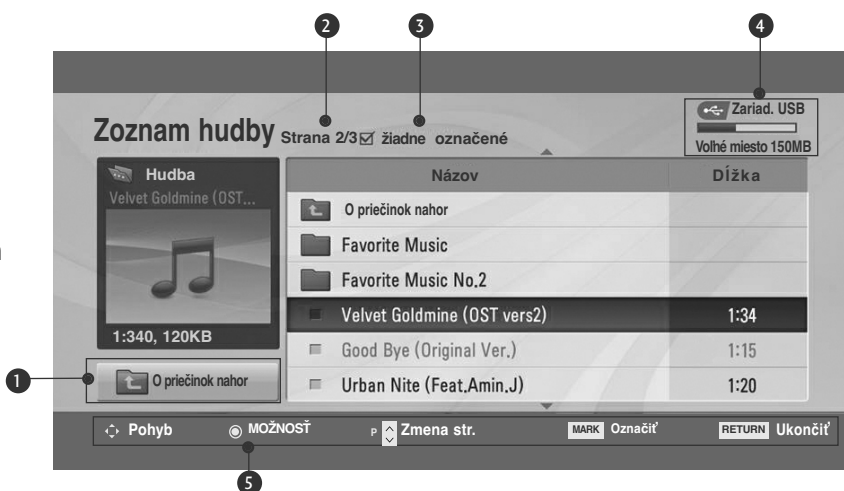 2 3 4
Zariad. USB
Zoznam hudby Strana 2/3 žiadne označené
Voľné miesto 150MB
Hudba
Velvet Goldmine (OST...
1:340, 120KB
Názov Dĺžka
O priečinok nahor
Favorite Music
Favorite Music No.2
Velvet Goldmine (OST vers2) 1:34
Good Bye (Original Ver.) 1:15
Urban Nite (Feat.Amin.J) 1:20
1 O priečinok nahor
Pohyb MOŽNOSŤ P Zmena str. MARK Označiť RETURN Ukončiť
5